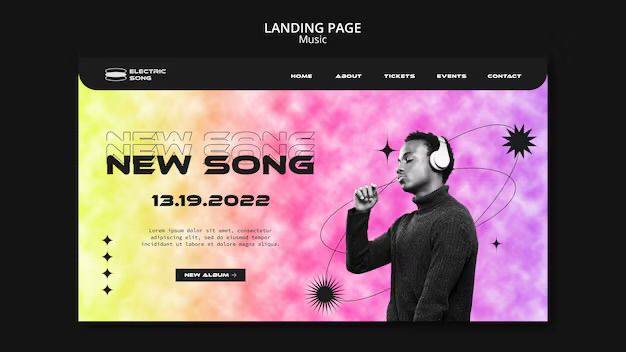 LANDING PAGE
Music
ELECTRIC
SONG
HOME ABOUT TICKETS EVENTS CONTACT
NEW SONG
NEW SONG
NEW SONG
13.19.2022
Lorem ipsum dolor sit amet, consectetur
adipiscing elit, sed do eiusmod tempor
incididunt ut labore et dolore magna aliqua.
NEW ALBUM →